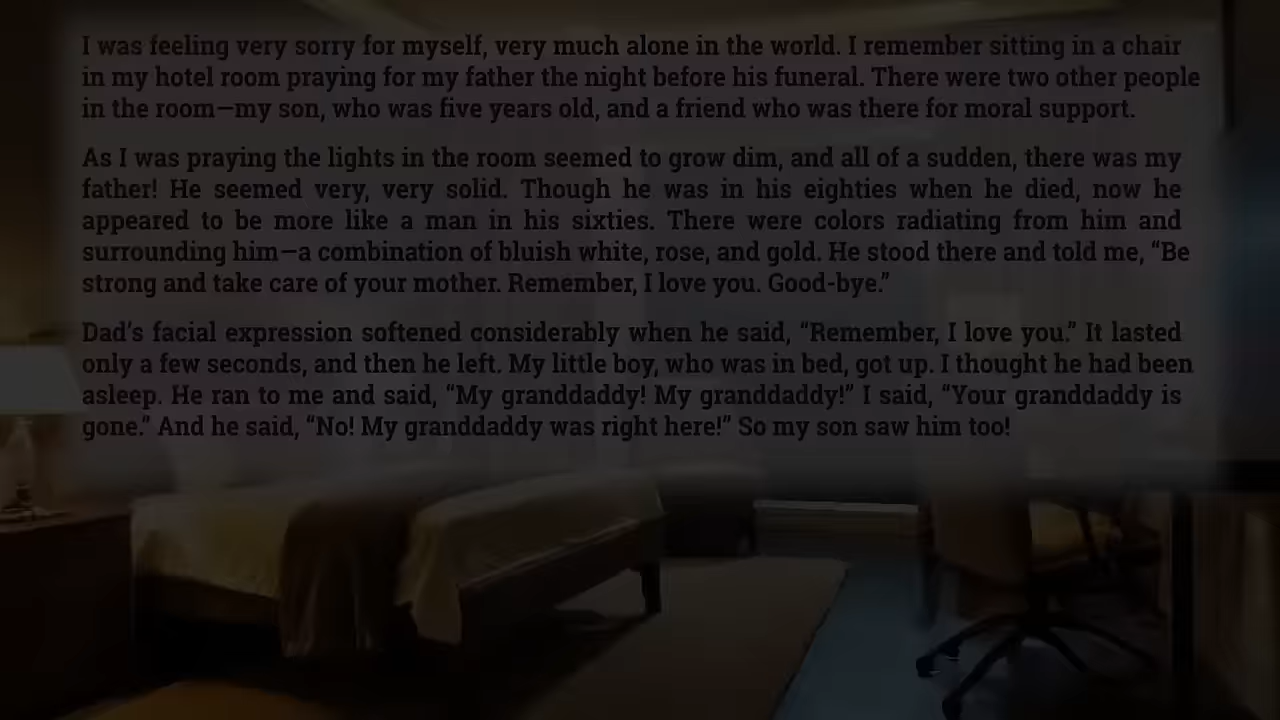 I was feeling very sorry for myself, very much alone in the world. I remember sitting in a chair
in my hotel room praying for my father the night before his funeral. There were two other people
in the room—my son, who was five years old, and a friend who was there for moral support.
As I was praying the lights in the room seemed to grow dim, and all of a sudden, there was my
father! He seemed very, very solid. Though he was in his eighties when he died, now he
appeared to be more like a man in his sixties. There were colors radiating from him and
surrounding him—a combination of bluish white, rose, and gold. He stood there and told me, “Be
strong and take care of your mother. Remember, I love you. Good-bye.”
Dad’s facial expression softened considerably when he said, “Remember, I love you.” It lasted
only a few seconds, and then he left. My little boy, who was in bed, got up. I thought he had been
asleep. He ran to me and said, “My granddaddy! My granddaddy!” I said, “Your granddaddy is
gone.” And he said, “No! My granddaddy was right here!” So my son saw him too!